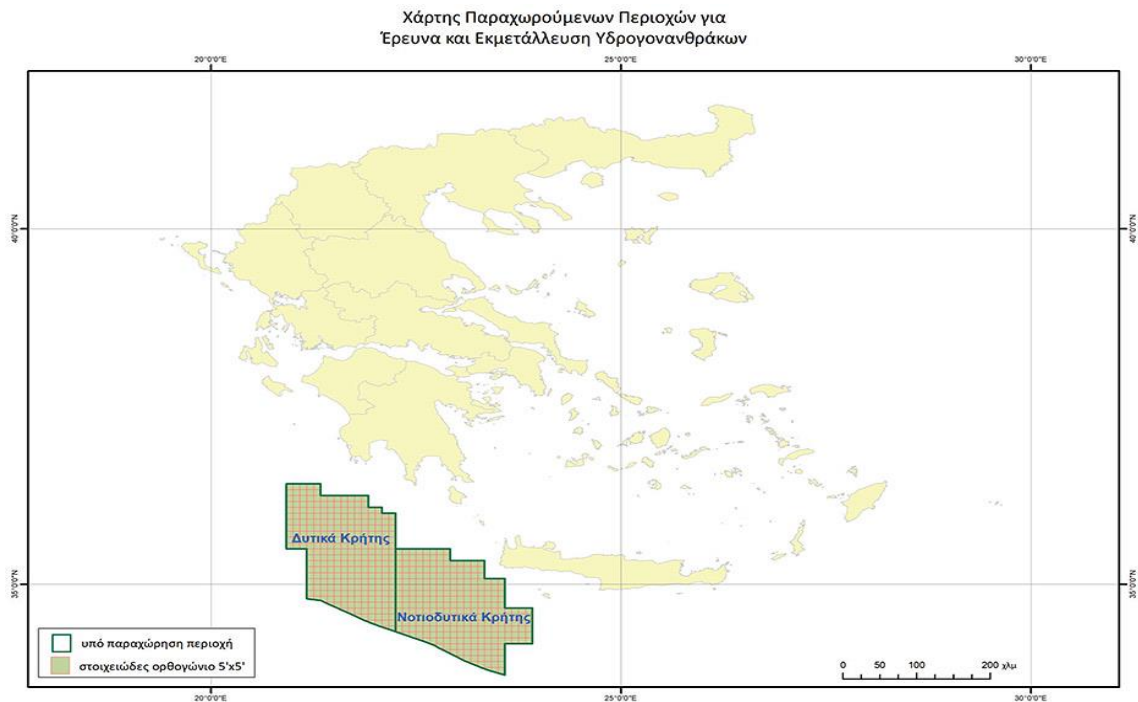 Χάρτης Παραχωρούμενων Περιοχών για
Έρευνα και Εκμετάλλευση Υδρογονανθράκων
20°0'0"E
25°0'0"E
30°0'0"E
40°0'0"N
40°0'0"N
Δυτικά Κρήτης
35°0'0"N
35°0'0"N
Νοτιοδυτικά Κρήτης
υπό παραχώρηση περιοχή
στοιχειώδες ορθογώνιο 5'x5'
0 50 100 200 χλμ
20°0'0"E
25°0'0"E
30°0'0"E